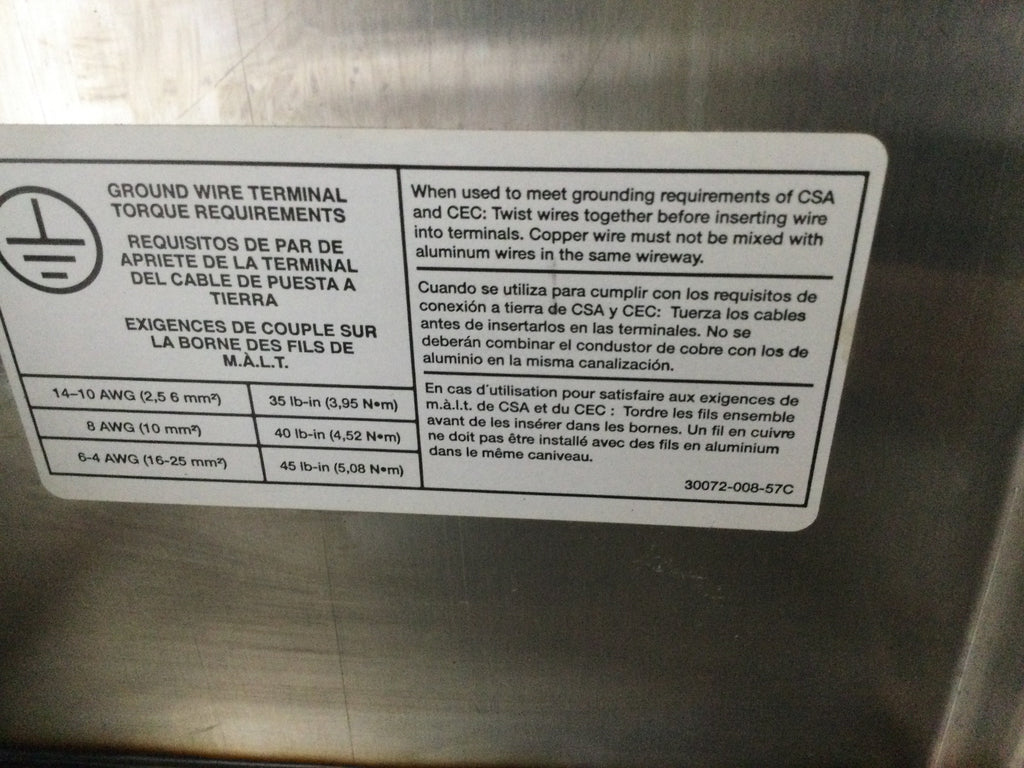 GROUND WIRE TERMINAL
TORQUE REQUIREMENTS
REQUISITOS DE PAR DE
APRIETE DE LA TERMINAL
DEL CABLE DE PUESTA A
TIERRA
EXIGENCES DE COUPLE SUR
LA BORNE DES FILS DE
M.À.L.T.
14–10 AWG (2,5 6 mm²) 35 lb-in (3,95 N•m)
8 AWG (10 mm²) 40 lb-in (4,52 N•m)
6-4 AWG (16-25 mm²) 45 lb-in (5,08 N•m)
When used to meet grounding requirements of CSA
and CEC: Twist wires together before inserting wire
into terminals. Copper wire must not be mixed with
aluminum wires in the same wireway.
Cuando se utiliza para cumplir con los requisitos de
conexión a tierra de CSA y CEC: Tuerza los cables
antes de insertarlos en las terminales. No se
deberán combinar el condustor de cobre con los de
aluminio en la misma canalización.
En cas d´utilisation pour satisfaire aux exigences de
m.à.l.t. de CSA et du CEC : Tordre les fils ensemble
avant de les insérer dans les bornes. Un fil en cuivre
ne doit pas être installé avec des fils en aluminium
dans le même caniveau.
30072-008-57C